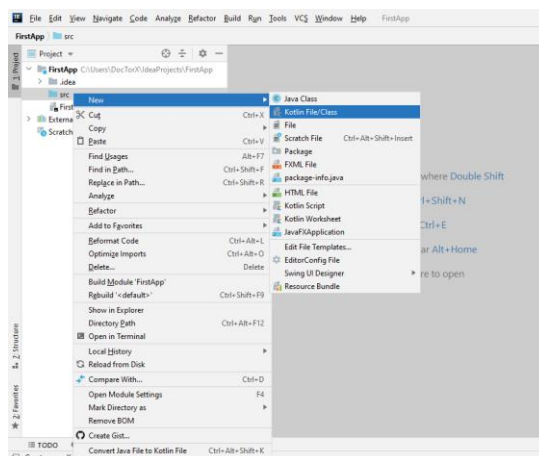 File Edit View Navigate Code Analyze Refactor Build Run Tools VCS Window Help FirstApp
FirstApp src
Project
FirstApp C:\Users\DocTorX\IdeaProjects\FirstApp
.idea
src
First
Externa
Scratch
1: Project
New
Cut Ctrl+X
Copy
Paste Ctrl+V
Find Usages Alt+F7
Find in Path... Ctrl+Shift+F
Replace in Path... Ctrl+Shift+R
Analyze
Refactor
Add to Favorites
Reformat Code Ctrl+Alt+L
Optimize Imports Ctrl+Alt+O
Delete... Delete
Build Module 'FirstApp'
Rebuild '<default>' Ctrl+Shift+F9
Show in Explorer
Directory Path Ctrl+Alt+F12
Open in Terminal
Local History
Reload from Disk
Compare With... Ctrl+D
Open Module Settings F4
Mark Directory as
Remove BOM
Create Gist...
Convert Java File to Kotlin File Ctrl+Alt+Shift+K
Java Class
Kotlin File/Class
File
Scratch File Ctrl+Alt+Shift+Insert
Package
FXML File
package-info.java
HTML File
Kotlin Script
Kotlin Worksheet
JavaFXApplication
Edit File Templates...
EditorConfig File
Swing UI Designer
Resource Bundle
where Double Shift
l+Shift+N
Ctrl+E
ar Alt+Home
re to open
Z: Structure
2: Favorites
TODO